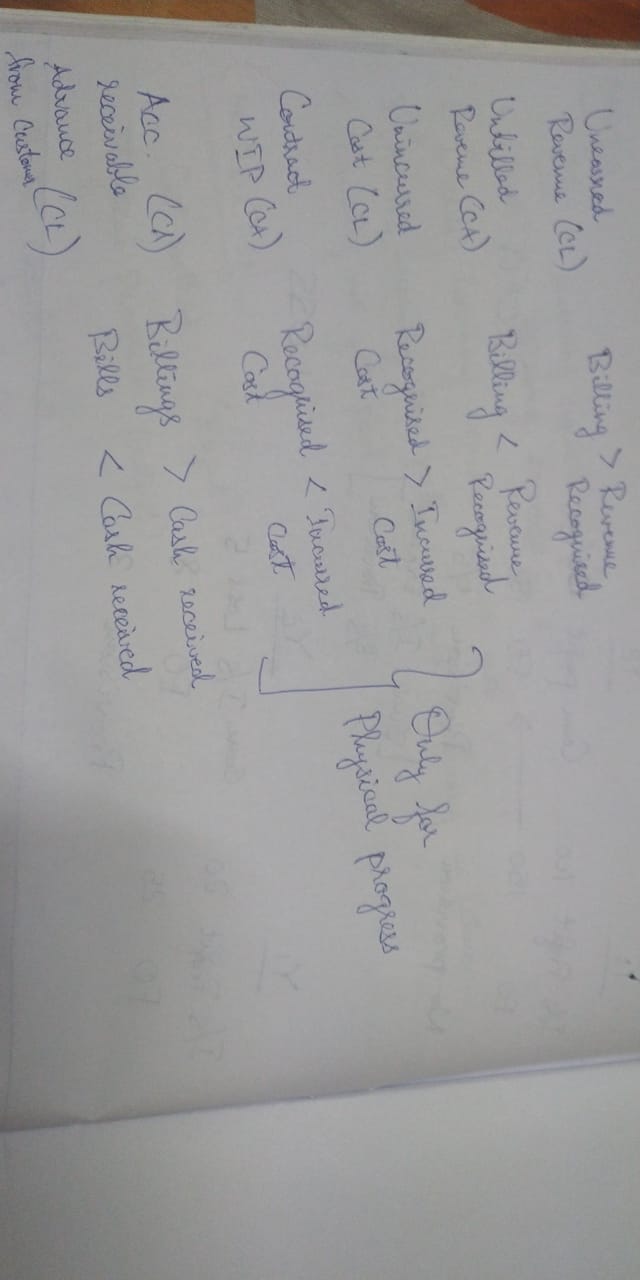 Unearned Billing > Revenue
Revenue (CL) Recognised
Unbilled Billing < Revenue
Revenue (CA) Recognised
Unincurred Recognised > Incurred
Cost (CL) Cost Cost
Contract Recognised < Incurred
WIP (CA) Cost Cost
Only for
Physical progress
Acc. (CA) Billings > Cash received
receivable
Bills < Cash received
Advance
from Customer (CL)